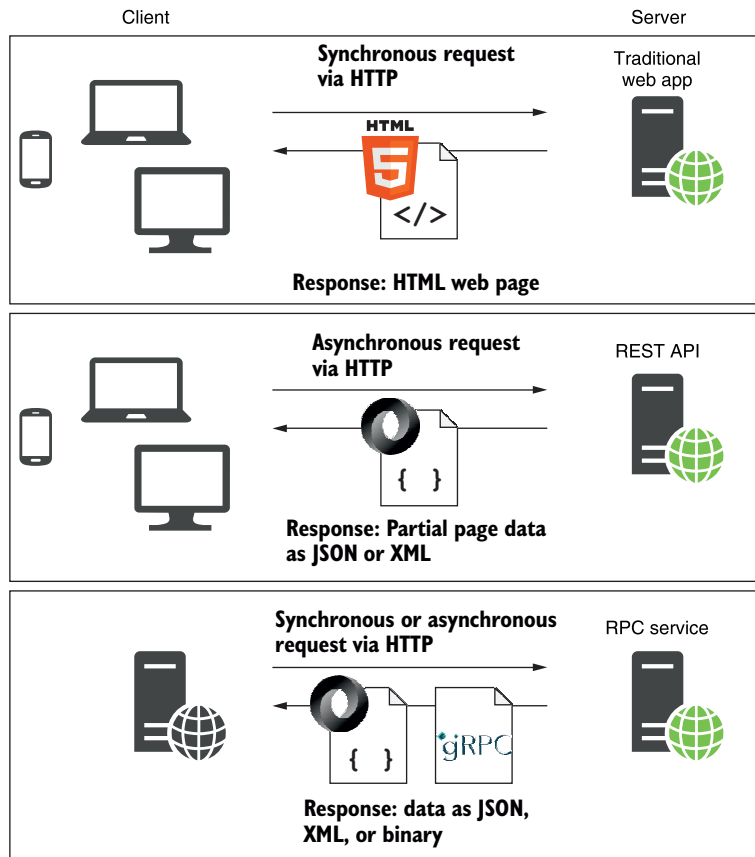 Client
Server
Synchronous request
via HTTP
Traditional
web app
HTML
5
</>
Response: HTML web page
Asynchronous request
via HTTP
REST API
{ }
Response: Partial page data
as JSON or XML
Synchronous or asynchronous
request via HTTP
RPC service
{ }
gRPC
Response: data as JSON,
XML, or binary